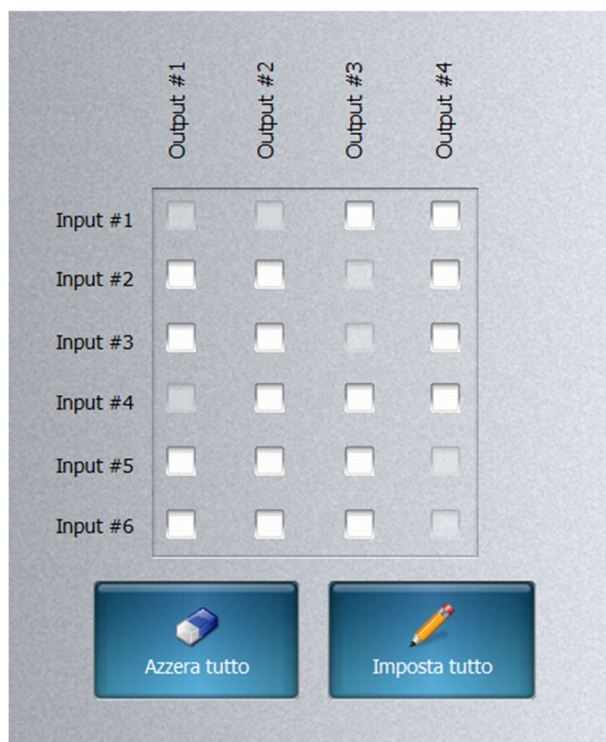 Output #1
Output #2
Output #3
Output #4
Input #1
Input #2
Input #3
Input #4
Input #5
Input #6
Azzera tutto
Imposta tutto